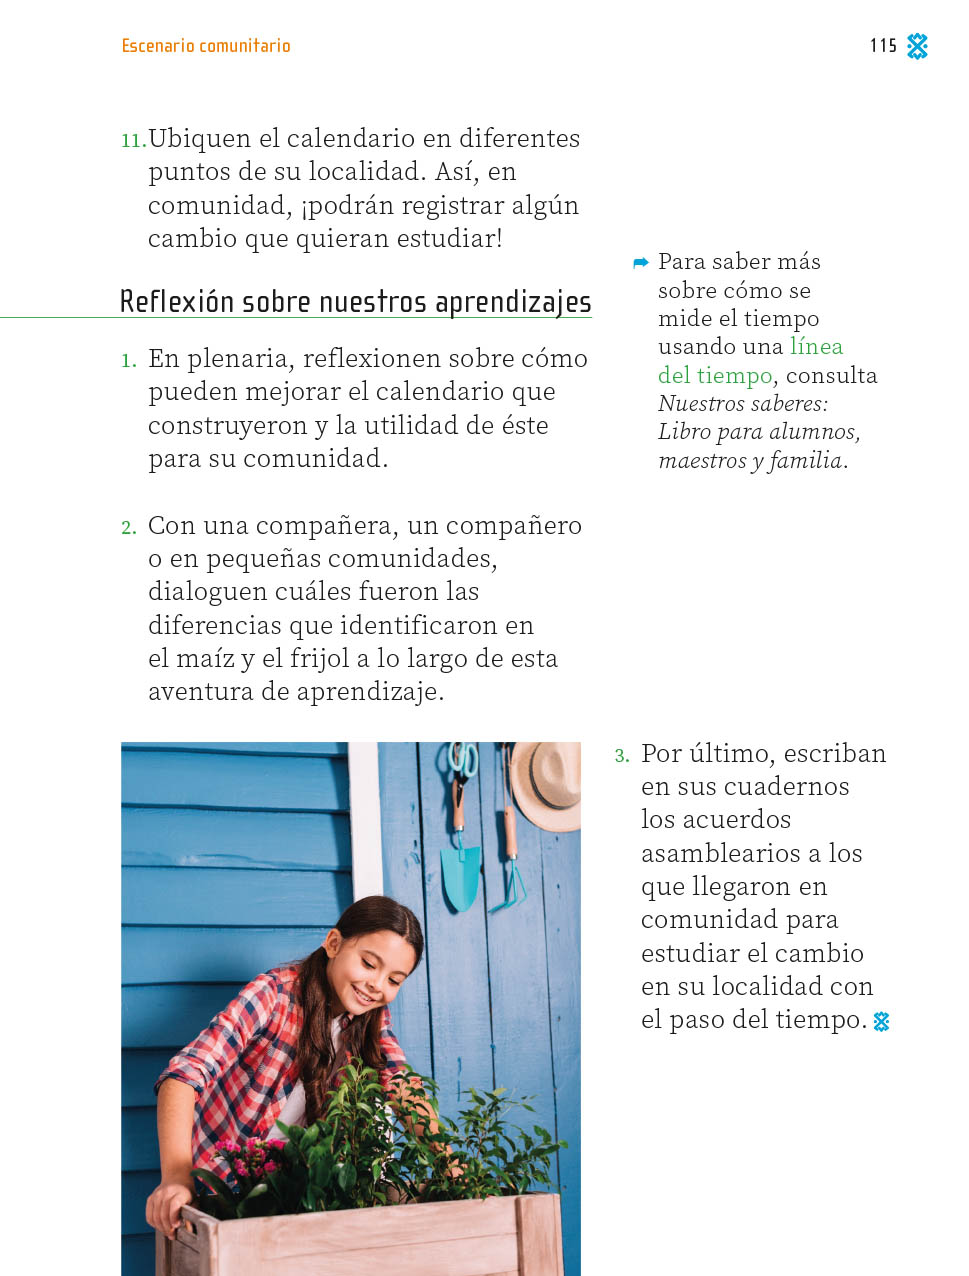 Escenario comunitario
115
11. Ubiquen el calendario en diferentes
puntos de su localidad. Así, en
comunidad, ¡podrán registrar algún
cambio que quieran estudiar!
Para saber más
sobre cómo se
mide el tiempo
usando una línea
del tiempo, consulta
Nuestros saberes:
Libro para alumnos,
maestros y familia.
Reflexión sobre nuestros aprendizajes
1. En plenaria, reflexionen sobre cómo
pueden mejorar el calendario que
construyeron y la utilidad de éste
para su comunidad.
2. Con una compañera, un compañero
o en pequeñas comunidades,
dialoguen cuáles fueron las
diferencias que identificaron en
el maíz y el frijol a lo largo de esta
aventura de aprendizaje.
3. Por último, escriban
en sus cuadernos
los acuerdos
asamblearios a los
que llegaron en
comunidad para
estudiar el cambio
en su localidad con
el paso del tiempo.